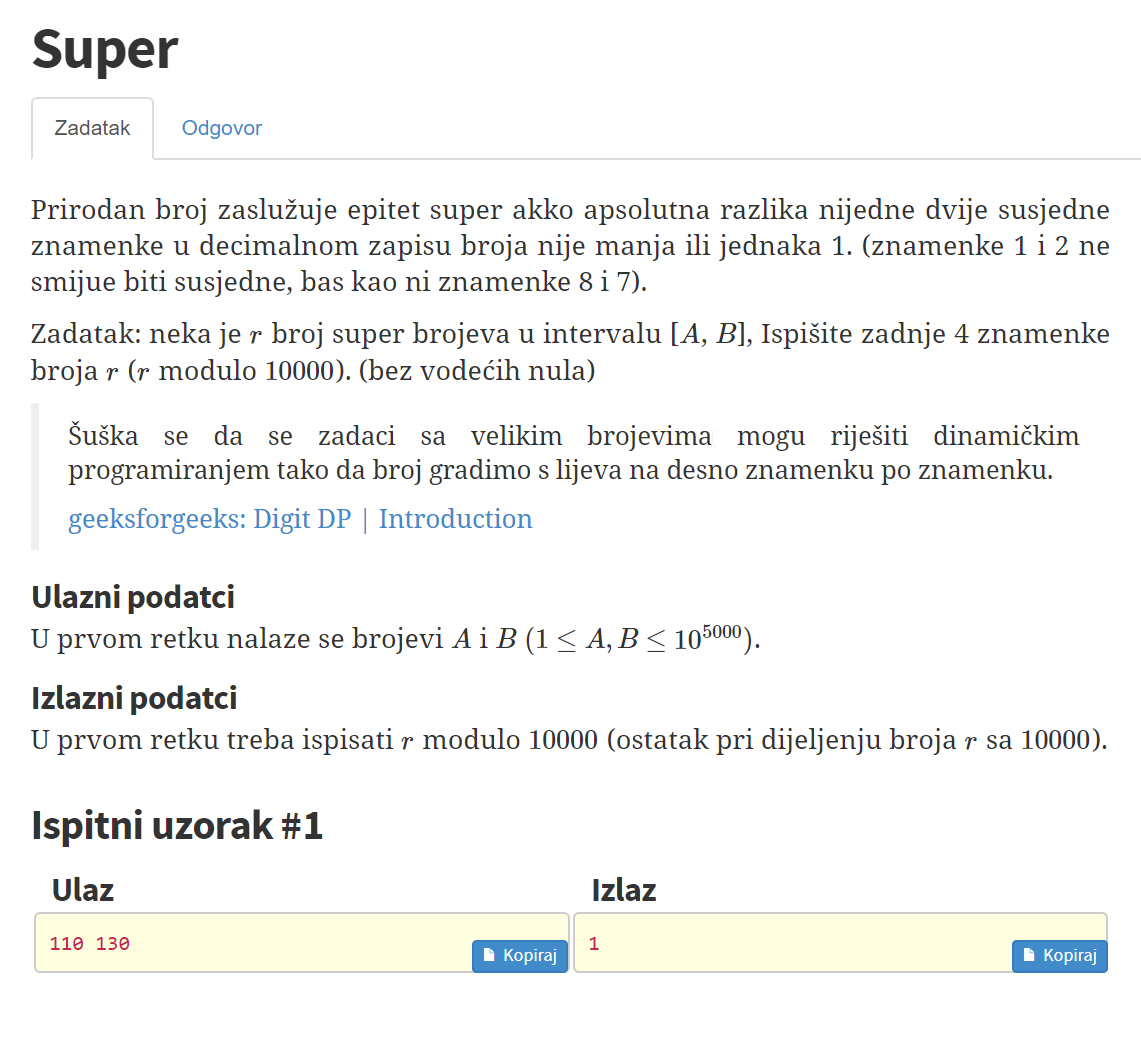 Super
Zadatak Odgovor
Prirodan broj zaslužuje epitet super akko apsolutna razlika nijedne dvije susjedne
znamenke u decimalnom zapisu broja nije manja ili jednaka 1. (znamenke 1 i 2 ne
smijue biti susjedne, bas kao ni znamenke 8 i 7).
Zadatak: neka je r broj super brojeva u intervalu [A, B], Ispišite zadnje 4 znamenke
broja r (r modulo 10000). (bez vodećih nula)
Šuška se da se zadaci sa velikim brojevima mogu riješiti dinamičkim
programiranjem tako da broj gradimo s lijeva na desno znamenku po znamenku.
geeksforgeeks: Digit DP | Introduction
Ulazni podatci
U prvom retku nalaze se brojevi A i B (1 ≤ A, B ≤ 10^5000).
Izlazni podatci
U prvom retku treba ispisati r modulo 10000 (ostatak pri dijeljenju broja r sa 10000).
Ispitni uzorak #1
Ulaz Izlaz
110 130 1
Kopiraj Kopiraj